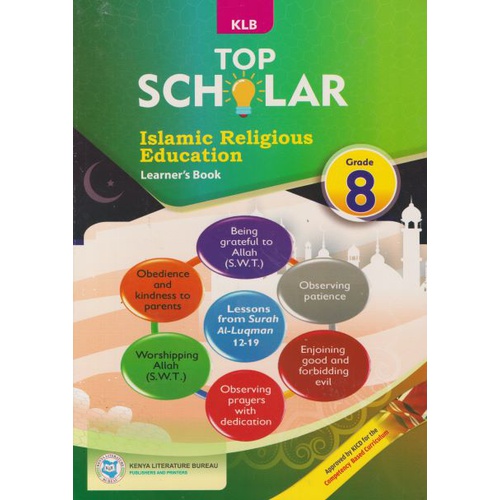 KLB
TOP
SCHOLAR
Islamic Religious
Education
Learner's Book
Grade
8
Being
grateful to
Allah
(S.W.T.)
Obedience
and
kindness to
parents
Observing
patience
Lessons
from Surah
Al-Luqman
12-19
Worshipping
Allah
(S.W.T.)
Enjoining
good and
forbidding
evil
Observing
prayers
with
dedication
KENYA LITERATURE BUREAU
PUBLISHERS AND PRINTERS
Approved by KICD for the
Competency Based Curriculum